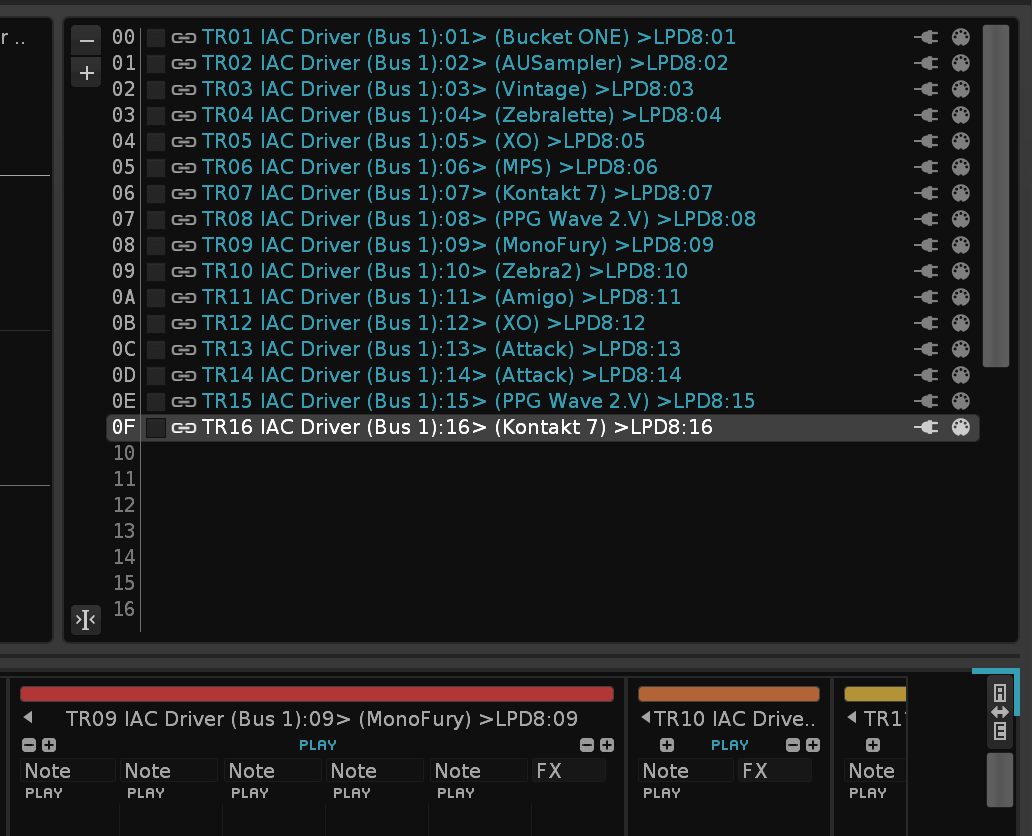 r ..
00 TR01 IAC Driver (Bus 1):01> (Bucket ONE) >LPD8:01
01 TR02 IAC Driver (Bus 1):02> (AUSampler) >LPD8:02
02 TR03 IAC Driver (Bus 1):03> (Vintage) >LPD8:03
03 TR04 IAC Driver (Bus 1):04> (Zebralette) >LPD8:04
04 TR05 IAC Driver (Bus 1):05> (XO) >LPD8:05
05 TR06 IAC Driver (Bus 1):06> (MPS) >LPD8:06
06 TR07 IAC Driver (Bus 1):07> (Kontakt 7) >LPD8:07
07 TR08 IAC Driver (Bus 1):08> (PPG Wave 2.V) >LPD8:08
08 TR09 IAC Driver (Bus 1):09> (MonoFury) >LPD8:09
09 TR10 IAC Driver (Bus 1):10> (Zebra2) >LPD8:10
0A TR11 IAC Driver (Bus 1):11> (Amigo) >LPD8:11
0B TR12 IAC Driver (Bus 1):12> (XO) >LPD8:12
0C TR13 IAC Driver (Bus 1):13> (Attack) >LPD8:13
0D TR14 IAC Driver (Bus 1):14> (Attack) >LPD8:14
0E TR15 IAC Driver (Bus 1):15> (PPG Wave 2.V) >LPD8:15
0F TR16 IAC Driver (Bus 1):16> (Kontakt 7) >LPD8:16
10
11
12
13
14
15
16
TR09 IAC Driver (Bus 1):09> (MonoFury) >LPD8:09 TR10 IAC Drive.. TR1
PLAY PLAY
Note Note Note Note Note FX Note FX Note
PLAY PLAY PLAY PLAY PLAY PLAY PLAY
A
E